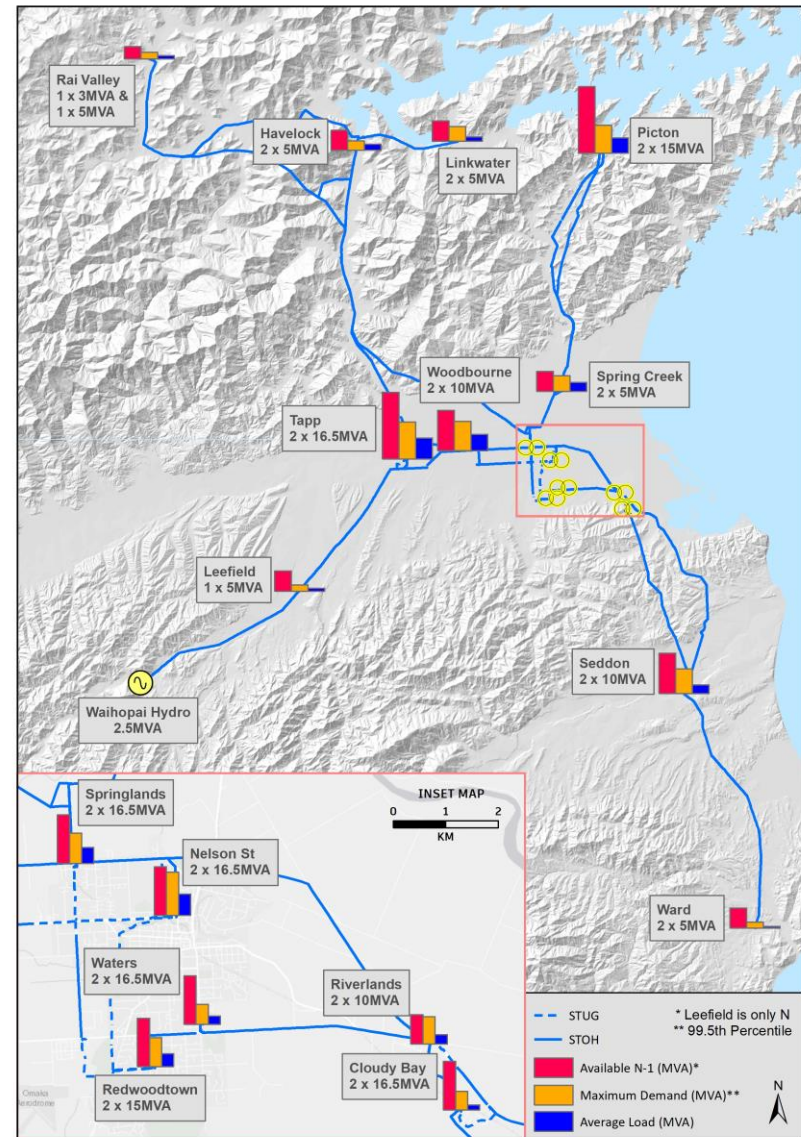 Rai Valley
1 x 3MVA &
1 x 5MVA
Havelock
2 x 5MVA
Linkwater
2 x 5MVA
Picton
2 x 15MVA
Woodbourne
2 x 10MVA
Spring Creek
2 x 5MVA
Tapp
2 x 16.5MVA
Leefield
1 x 5MVA
Waihopai Hydro
2.5MVA
Seddon
2 x 10MVA
Ward
2 x 5MVA
INSET MAP
0 1 2
KM
Springlands
2 x 16.5MVA
Nelson St
2 x 16.5MVA
Waters
2 x 16.5MVA
Riverlands
2 x 10MVA
Cloudy Bay
2 x 16.5MVA
Redwoodtown
2 x 15MVA
Omaka
Aerodrome
STUG
STOH
* Leefield is only N
** 99.5th Percentile
Available N-1 (MVA)*
Maximum Demand (MVA)**
Average Load (MVA)
N